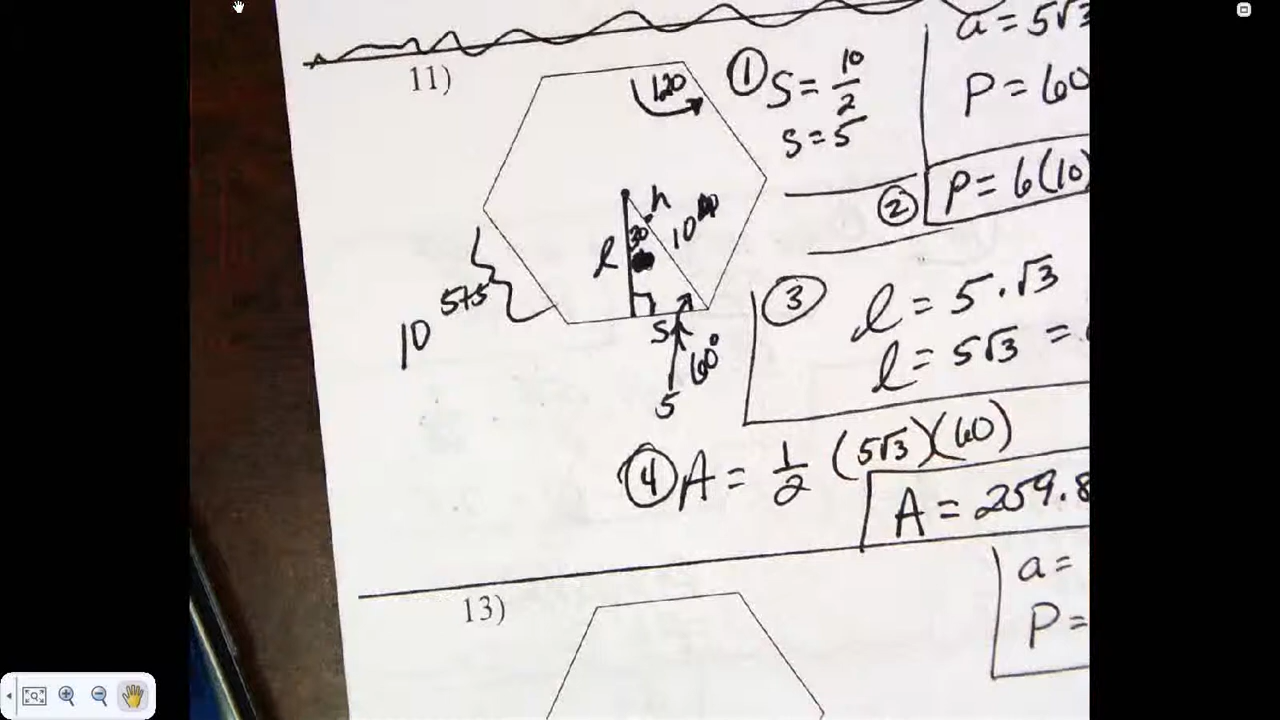 11)
120
① S = 10/2
s = 5
a = 5√3
P = 60
② P = 6(10)
h
30°
10
l
5+5
10
S
60°
5
③ l = 5 · √3
l = 5√3 =
④ A = 1/2 (5√3)(60)
A = 259.8
13)
a =
P =